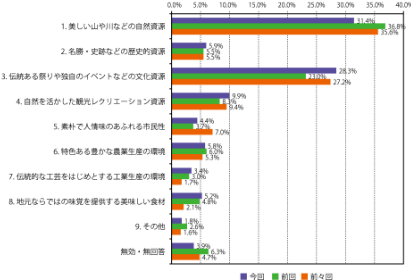 0.0% 5.0% 10.0% 15.0% 20.0% 25.0% 30.0% 35.0% 40.0%
1. 美しい山や川などの自然資源
31.4%
36.8%
35.6%
2. 名勝・史跡などの歴史的資源
5.9%
5.5%
5.5%
3. 伝統ある祭りや独自のイベントなどの文化資源
28.3%
27.2%
4. 自然を活かした観光レクリエーション資源
9.9%
8.3%
9.4%
5. 素朴で人情味のあふれる市民性
4.4%
3.7%
7.0%
6. 特色ある豊かな農業生産の環境
5.8%
6.0%
5.3%
7. 伝統的な工芸をはじめとする工業生産の環境
3.4%
3.0%
1.7%
8. 地元ならではの味覚を提供する美味しい食材
5.2%
4.8%
2.1%
9. その他
1.8%
2.6%
1.6%
無効・無回答
3.9%
6.3%
4.7%
今回 前回 前々回